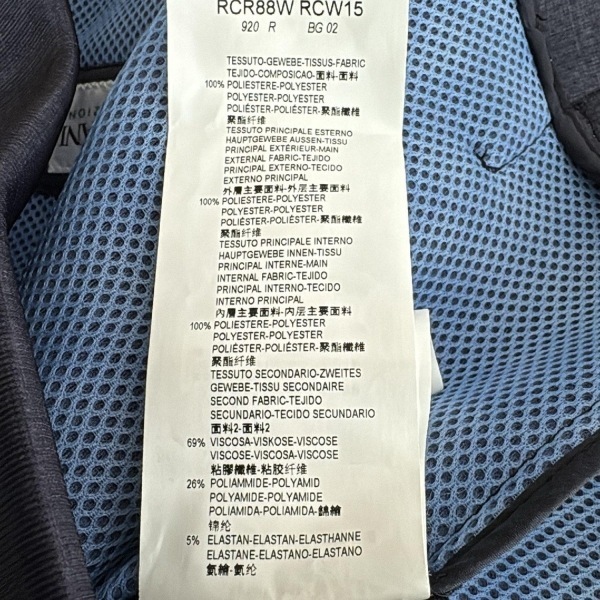 RCR88W RCW15
920 R BG 02
TESSUTO-GEWEBE-TISSUS-FABRIC
TEJIDO-COMPOSICAO-面料-面料
100% POLIESTERE-POLYESTER
POLYESTER-POLYESTER
POLIÉSTER-POLIÉSTER-聚酯纖維
聚酯纤维
TESSUTO PRINCIPALE ESTERNO
HAUPTGEWEBE AUSSEN-TISSU
PRINCIPAL EXTÉRIEUR-MAIN
EXTERNAL FABRIC-TEJIDO
PRINCIPAL EXTERNO-TECIDO
EXTERNO PRINCIPAL
外層主要面料-外层主要面料
100% POLIESTERE-POLYESTER
POLYESTER-POLYESTER
POLIÉSTER-POLIÉSTER-聚酯纖維
聚酯纤维
TESSUTO PRINCIPALE INTERNO
HAUPTGEWEBE INNEN-TISSU
PRINCIPAL INTERNE-MAIN
INTERNAL FABRIC-TEJIDO
PRINCIPAL INTERNO-TECIDO
INTERNO PRINCIPAL
內層主要面料-内层主要面料
100% POLIESTERE-POLYESTER
POLYESTER-POLYESTER
POLIÉSTER-POLIÉSTER-聚酯纖維
聚酯纤维
TESSUTO SECONDARIO-ZWEITES
GEWEBE-TISSU SECONDAIRE
SECOND FABRIC-TEJIDO
SECUNDARIO-TECIDO SECUNDARIO
面料2-面料2
69% VISCOSA-VISKOSE-VISCOSE
VISCOSE-VISCOSA-VISCOSE
粘膠纖維-粘胶纤维
26% POLIAMMIDE-POLYAMID
POLYAMIDE-POLYAMIDE
POLIAMIDA-POLIAMIDA-錦綸
锦纶
5% ELASTAN-ELASTAN-ELASTHANNE
ELASTANE-ELASTANO-ELASTANO
氨綸-氨纶